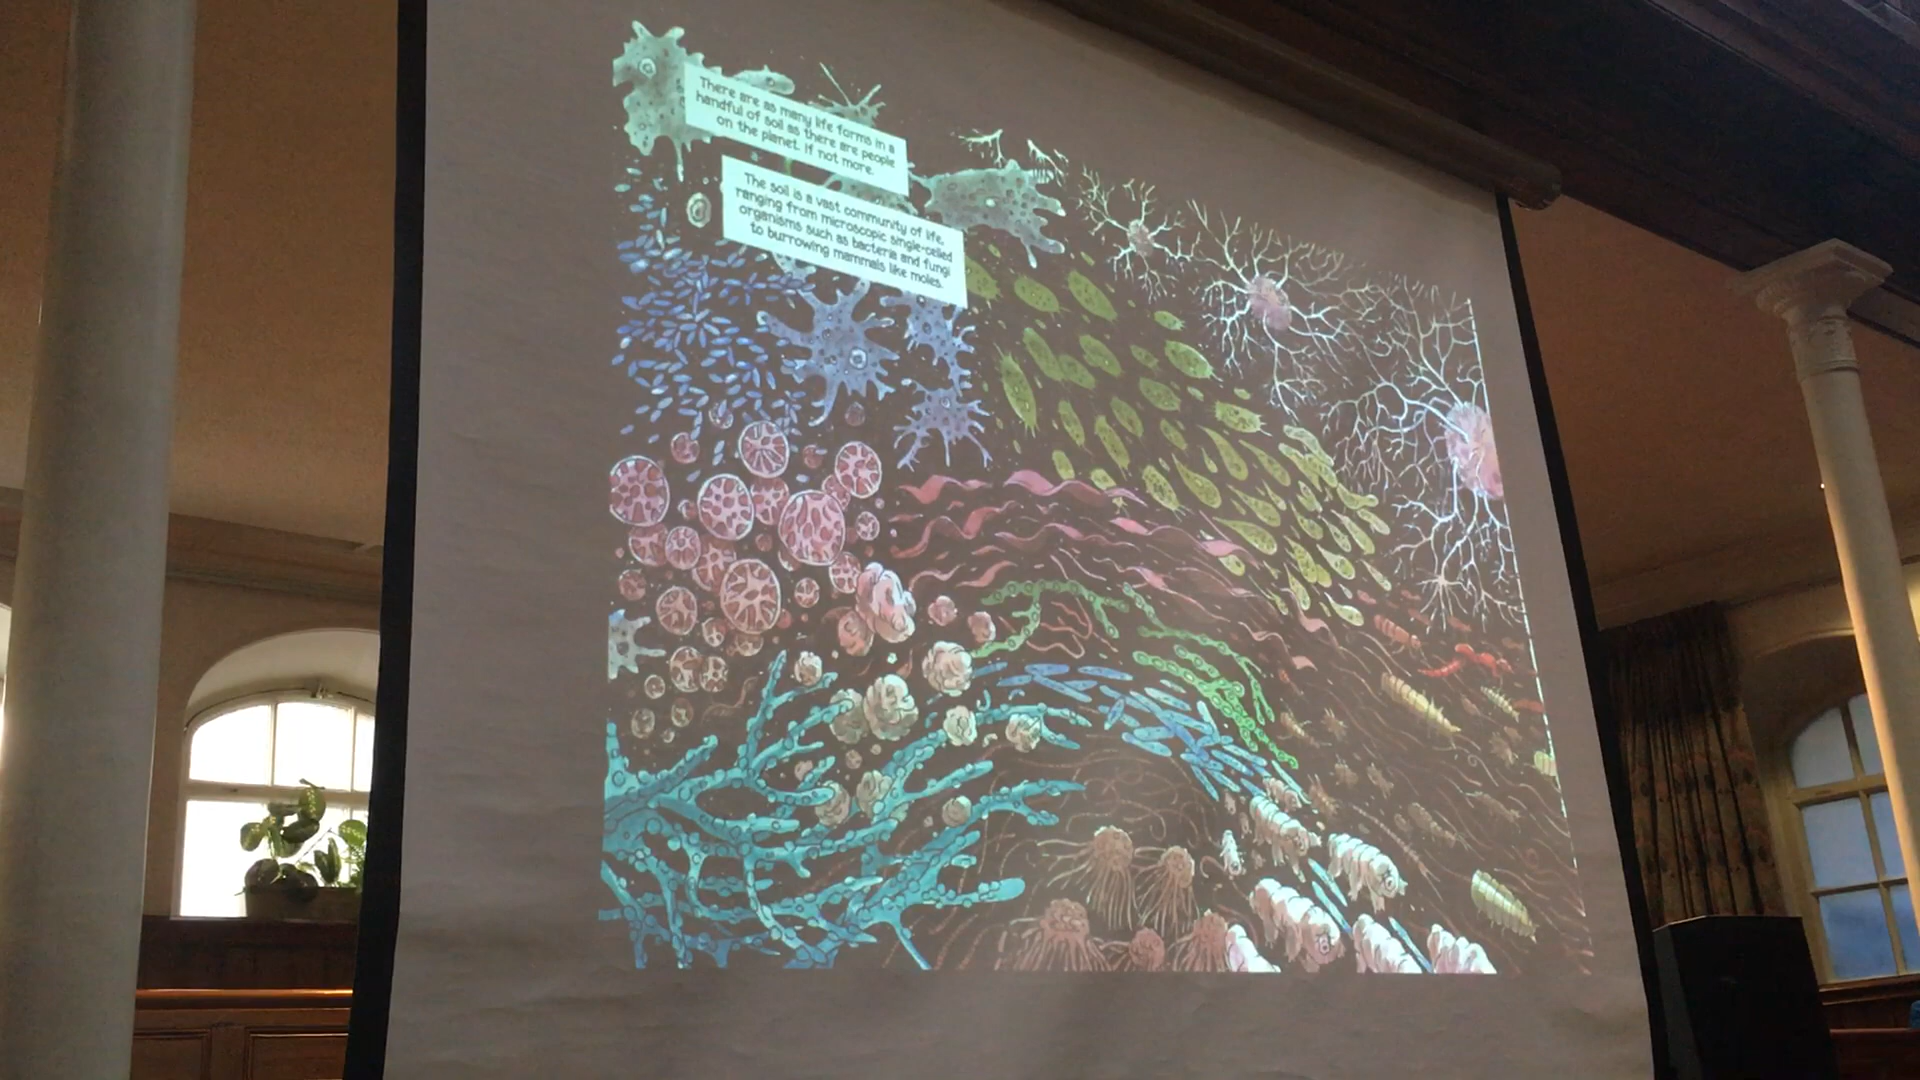 There are as many life forms in a
handful of soil as there are people
on the planet. If not more.
The soil is a vast community of life,
ranging from microscopic single-celled
organisms such as bacteria and fungi
to burrowing mammals like moles.